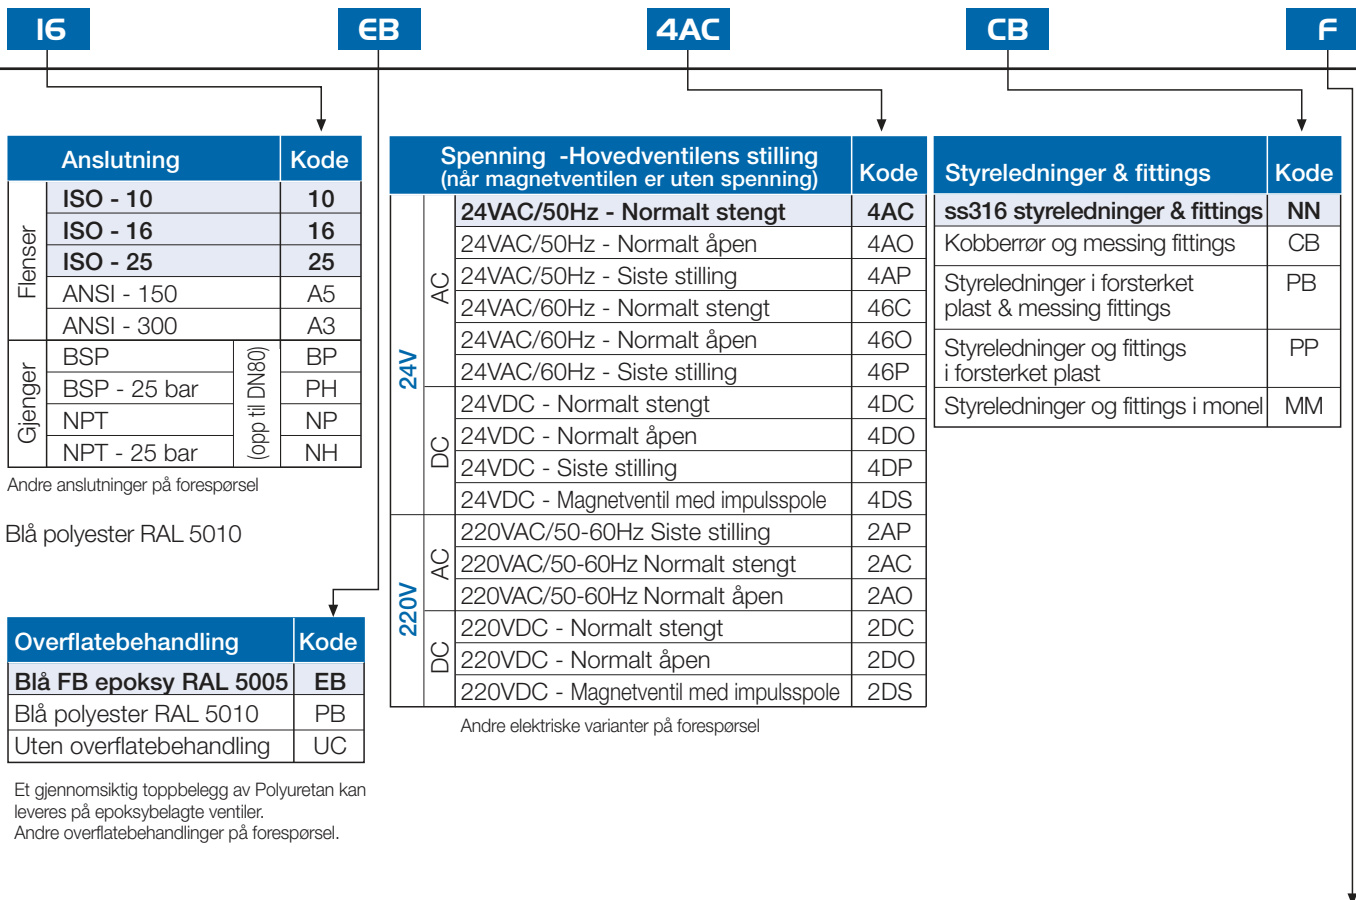 16 EB 4AC CB F
Anslutning Kode
Flenser
ISO - 10 10
ISO - 16 16
ISO - 25 25
ANSI - 150 A5
ANSI - 300 A3
Gjenger
(opp til DN80)
BSP BP
BSP - 25 bar PH
NPT NP
NPT - 25 bar NH
Andre anslutninger på forespørsel
Blå polyester RAL 5010
Overflatebehandling Kode
Blå FB epoksy RAL 5005 EB
Blå polyester RAL 5010 PB
Uten overflatebehandling UC
Et gjennomsiktig toppbelegg av Polyuretan kan
leveres på epoksybelagte ventiler.
Andre overflatebehandlinger på forespørsel.
Spenning -Hovedventilens stilling
(når magnetventilen er uten spenning) Kode
24V
AC
24VAC/50Hz - Normalt stengt 4AC
24VAC/50Hz - Normalt åpen 4AO
24VAC/50Hz - Siste stilling 4AP
24VAC/60Hz - Normalt stengt 46C
24VAC/60Hz - Normalt åpen 46O
24VAC/60Hz - Siste stilling 46P
DC
24VDC - Normalt stengt 4DC
24VDC - Normalt åpen 4DO
24VDC - Siste stilling 4DP
24VDC - Magnetventil med impulsspole 4DS
220V
AC
220VAC/50-60Hz Siste stilling 2AP
220VAC/50-60Hz Normalt stengt 2AC
220VAC/50-60Hz Normalt åpen 2AO
DC
220VDC - Normalt stengt 2DC
220VDC - Normalt åpen 2DO
220VDC - Magnetventil med impulsspole 2DS
Andre elektriske varianter på forespørsel
Styreledninger & fittings Kode
ss316 styreledninger & fittings NN
Kobberrør og messing fittings CB
Styreledninger i forsterket PB
plast & messing fittings
Styreledninger og fittings PP
i forsterket plast
Styreledninger og fittings i monel MM